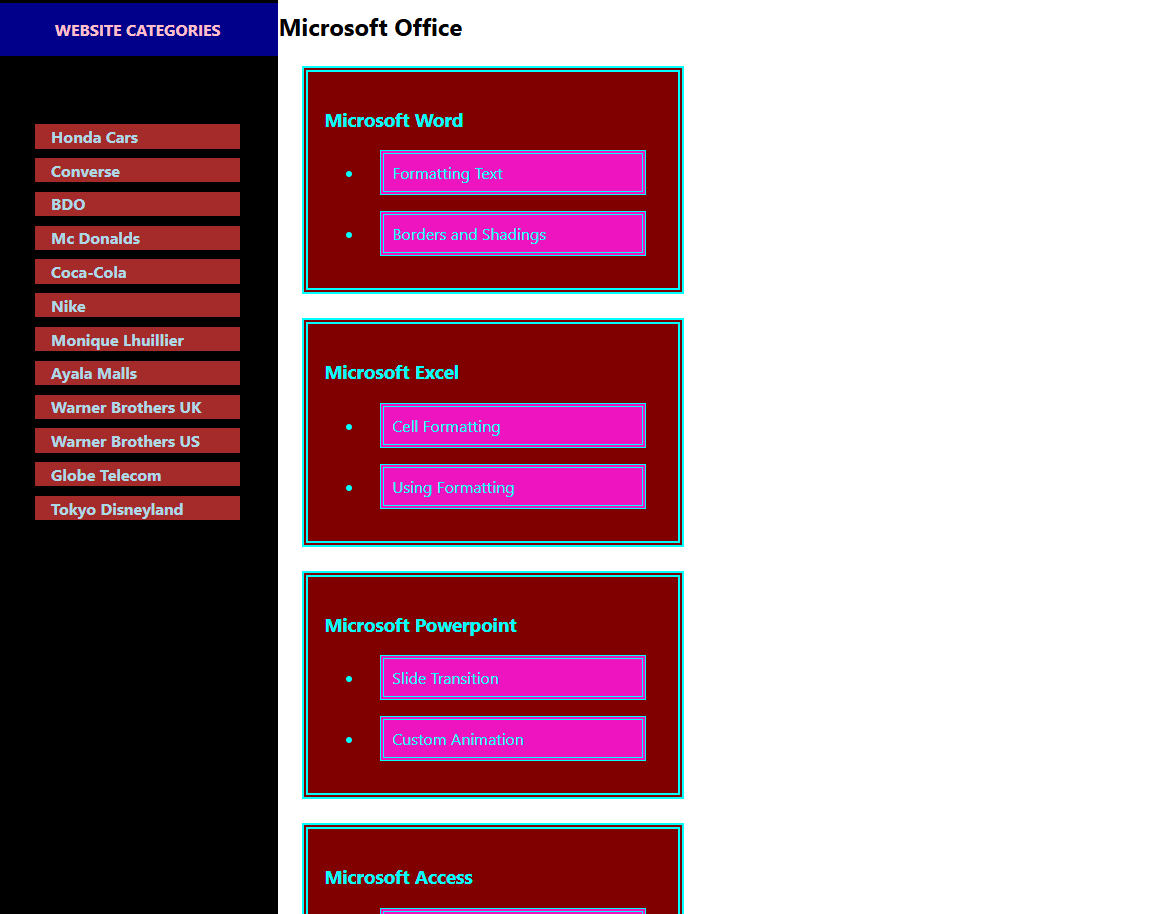 WEBSITE CATEGORIES
Honda Cars
Converse
BDO
Mc Donalds
Coca-Cola
Nike
Monique Lhuillier
Ayala Malls
Warner Brothers UK
Warner Brothers US
Globe Telecom
Tokyo Disneyland
Microsoft Office
Microsoft Word
Formatting Text
Borders and Shadings
Microsoft Excel
Cell Formatting
Using Formatting
Microsoft Powerpoint
Slide Transition
Custom Animation
Microsoft Access